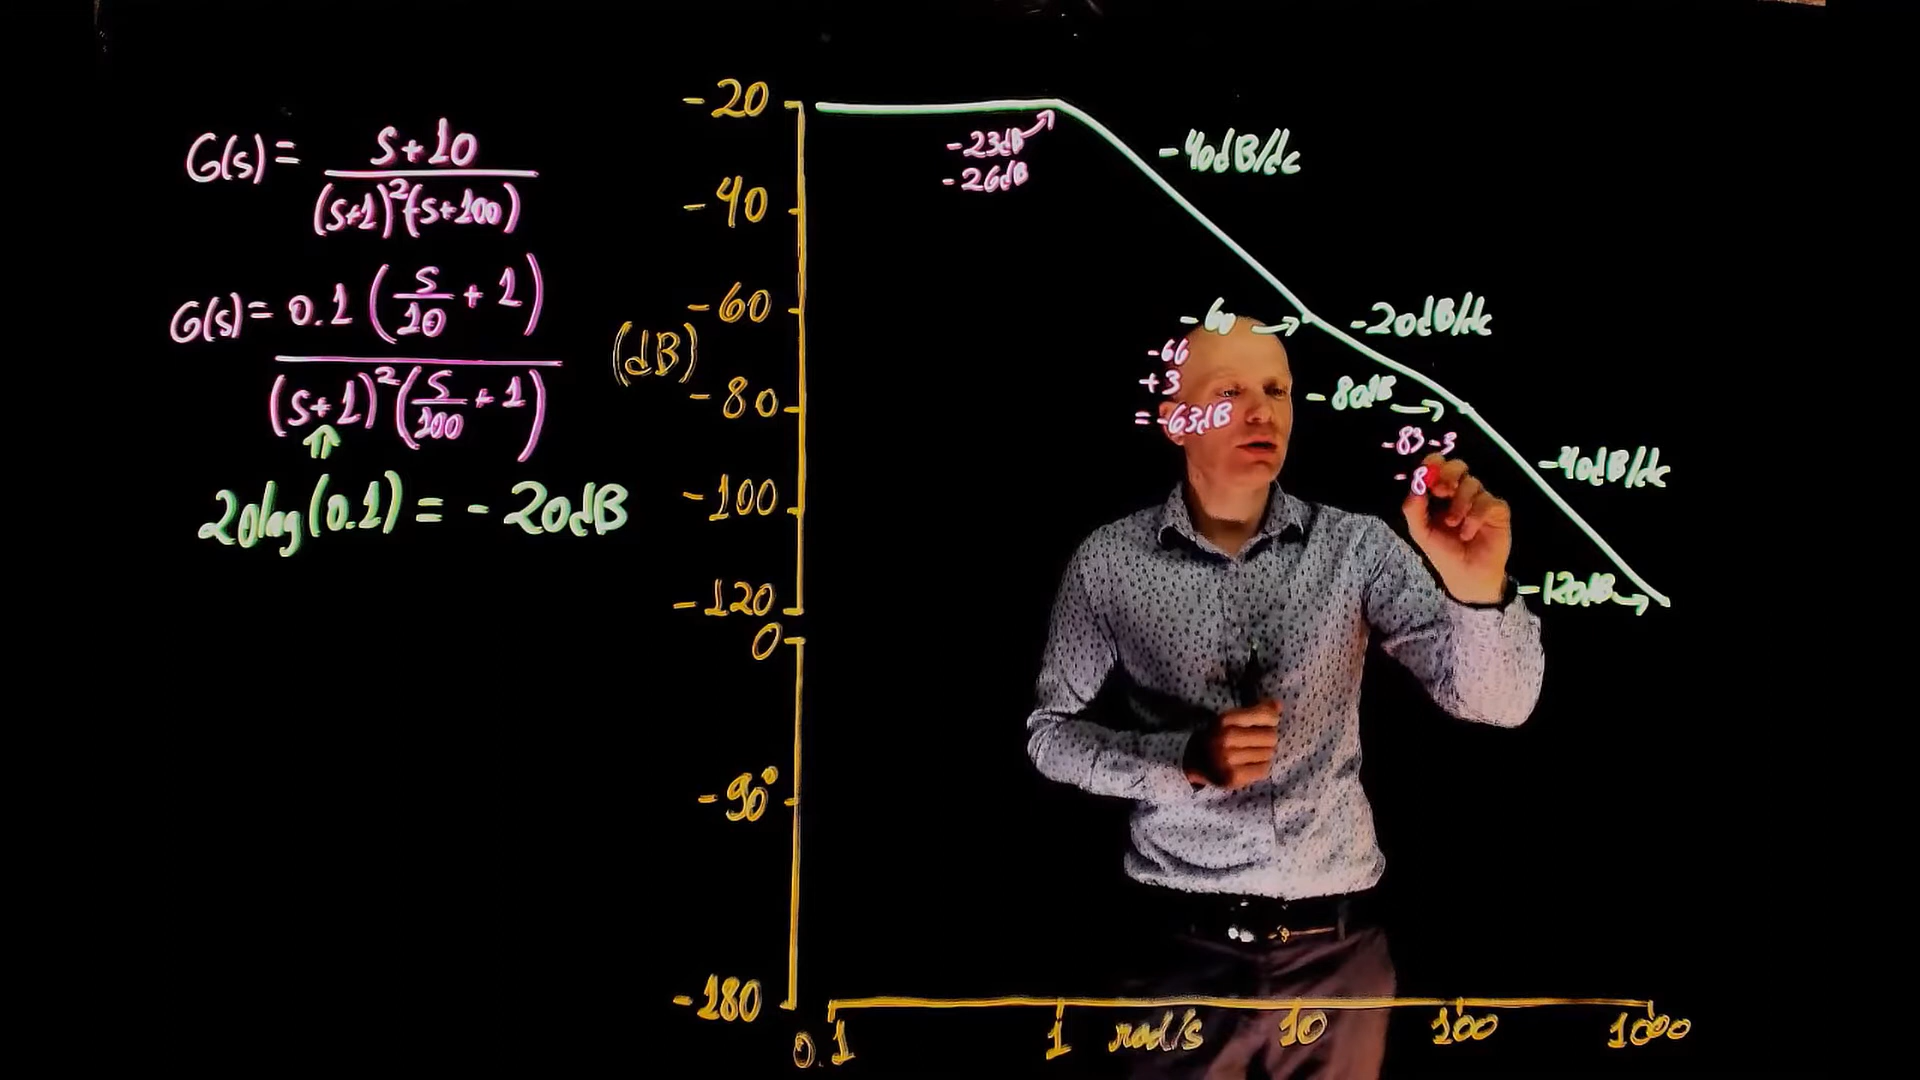 G(s) = s+10
(s+1)²(s+100)
G(s) = 0.1 (s/10 + 1)
(s+1)²(s/100 + 1)
⇑
20log(0.1) = -20dB
(dB)
-20
-40
-60
-80
-100
-120
0
-90°
-180
0.1
1
rad/s
10
100
1000
-23dB
-26dB
-40dB/dc
-60
-20dB/dc
-66
+3
= -63dB
-80dB
-83-3
-8
-40dB/dc
-120dB